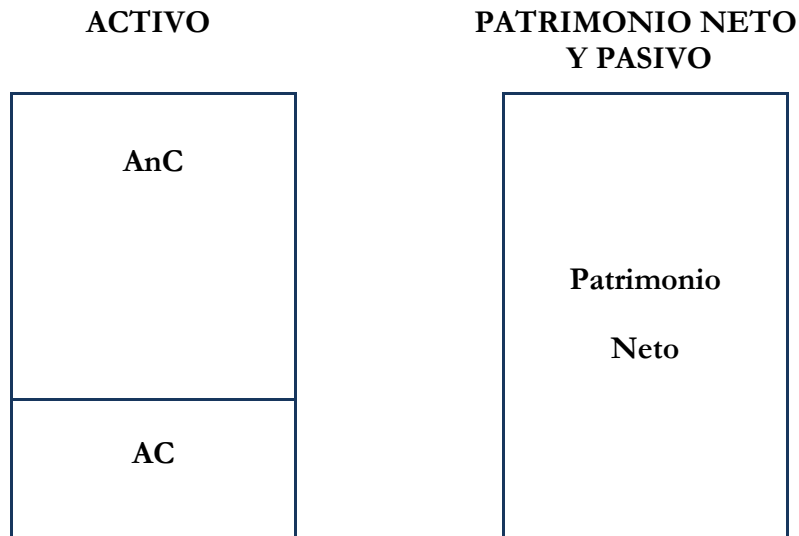 ACTIVO
PATRIMONIO NETO
Y PASIVO
AnC
AC
Patrimonio
Neto